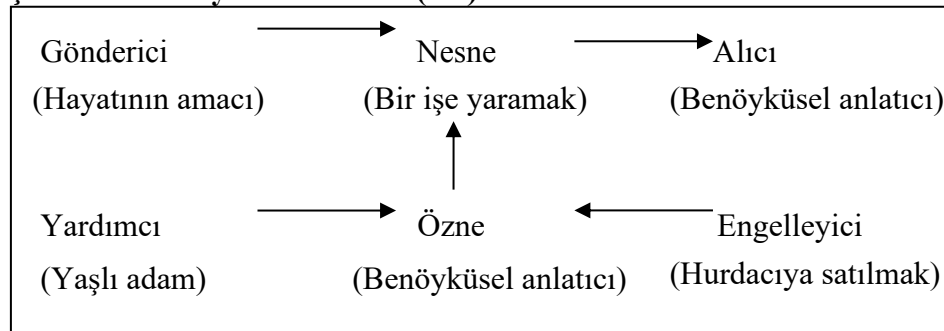 Gönderici Nesne Alıcı
(Hayatının amacı) (Bir işe yaramak) (Benöyküsel anlatıcı)
Yardımcı Özne Engelleyici
(Yaşlı adam) (Benöyküsel anlatıcı) (Hurdacıya satılmak)